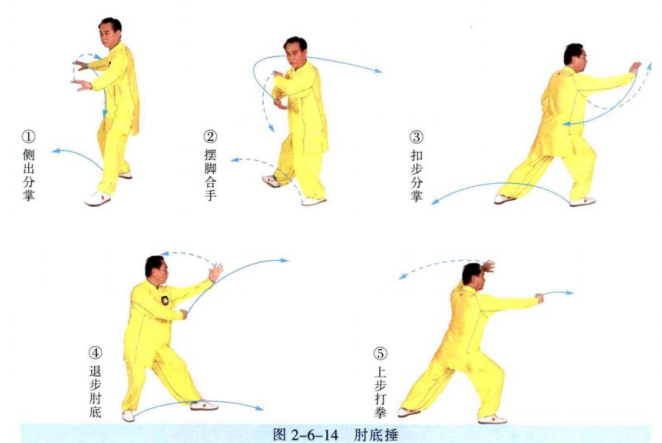 ① 侧出分掌
② 摆脚合手
③ 扣步分掌
④ 退步肘底
⑤ 上步打拳
图 2-6-14 肘底捶